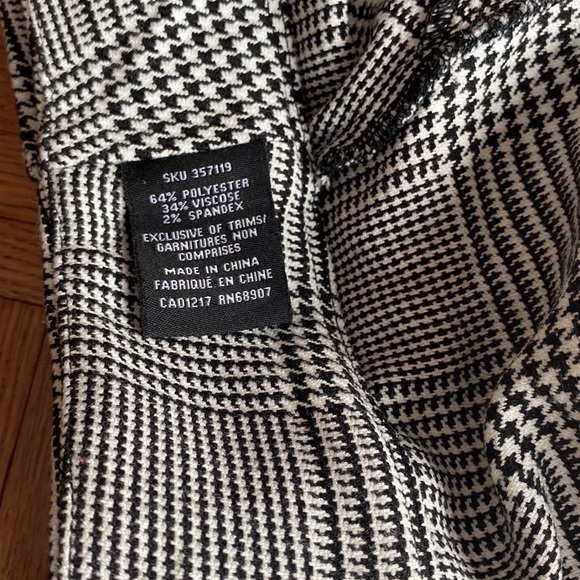 SKU 357119
64% POLYESTER
34% VISCOSE
2% SPANDEX
EXCLUSIVE OF TRIMS/
GARNITURES NON
COMPRISES
MADE IN CHINA
FABRIQUÉ EN CHINE
CA01217 RN68907